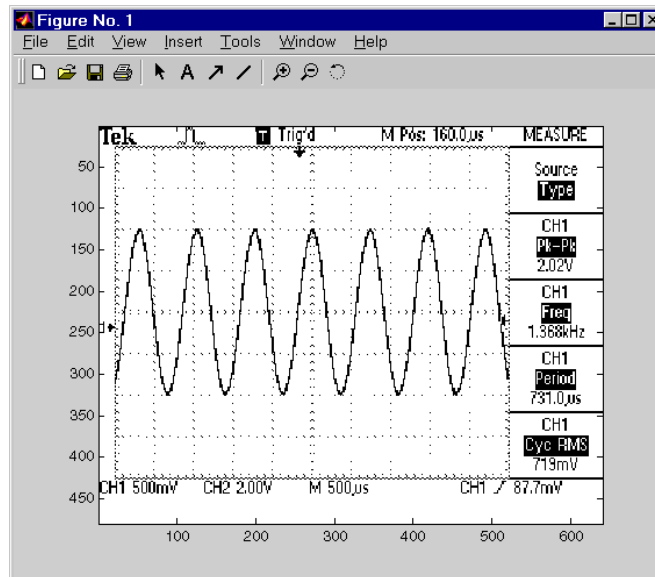 Figure No. 1
File Edit View Insert Tools Window Help
A
Tek T Trig'd M Pos: 160.0µs MEASURE
Source
Type
CH1
Pk-Pk
2.02V
CH1
Freq
1.368kHz
CH1
Period
731.0µs
CH1
Cyc RMS
719mV
CH1 500mV CH2 2.00V M 500µs CH1 87.7mV
50
100
150
200
250
300
350
400
450
100 200 300 400 500 600